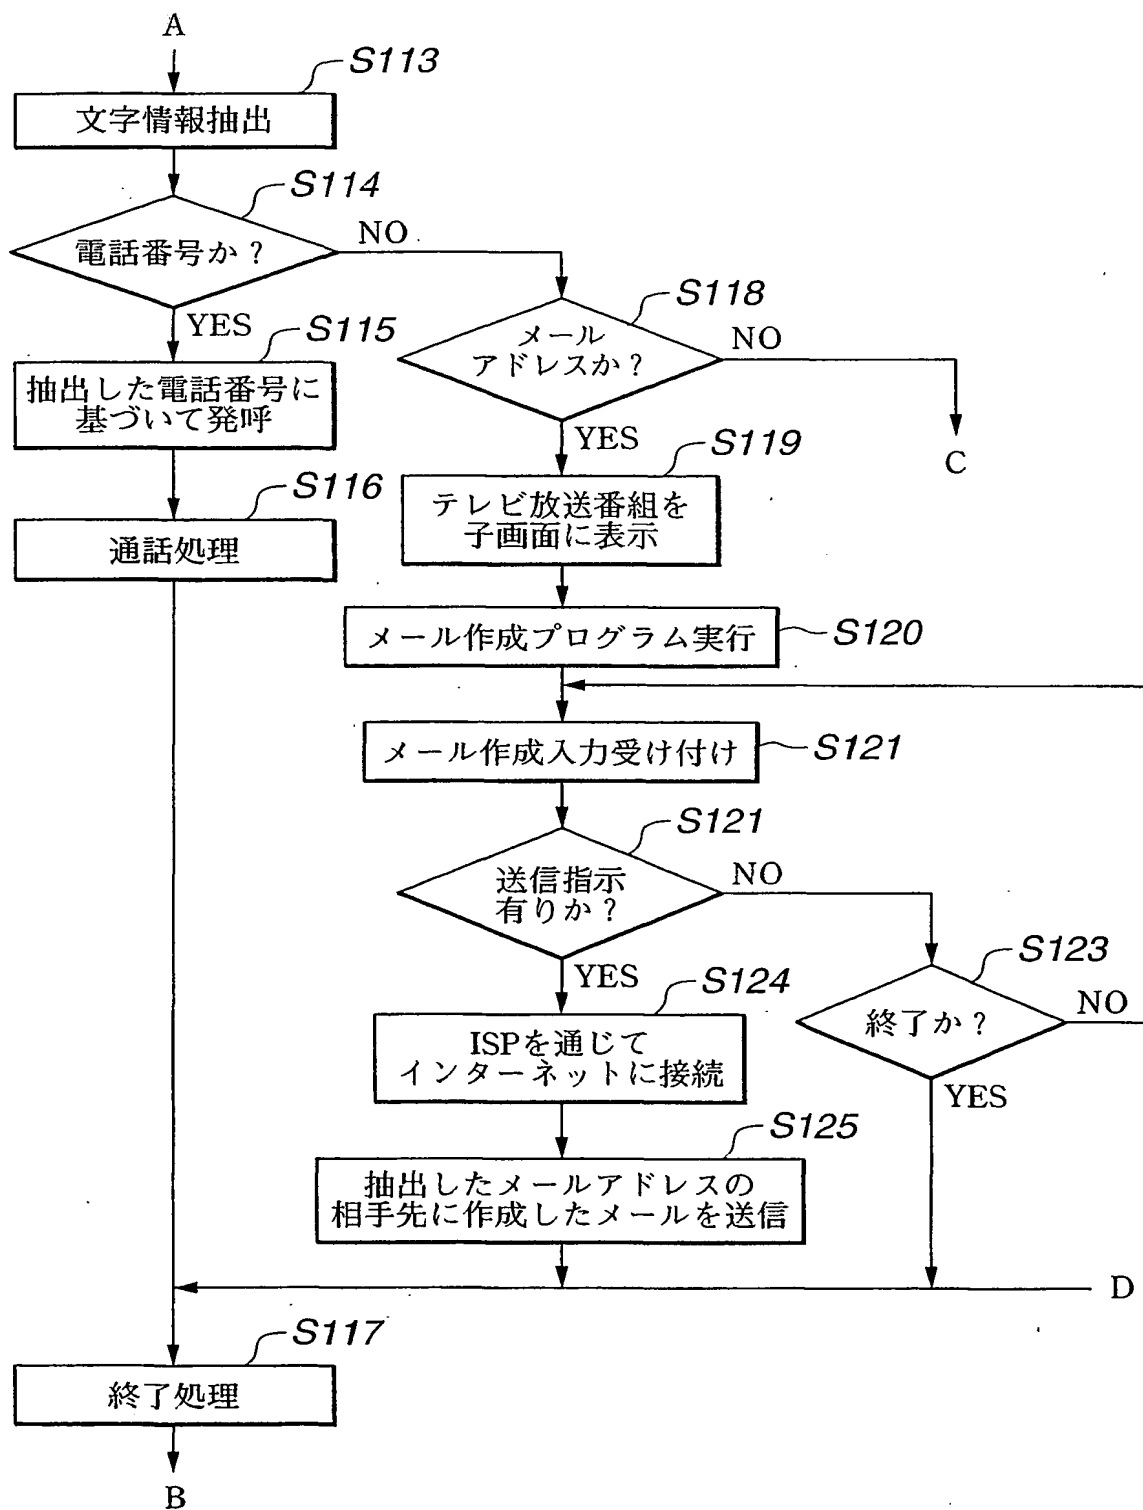 A
S113
文字情報抽出
S114
電話番号か?
NO
YES
S115
抽出した電話番号に
基づいて発呼
S116
通話処理
S118
メール
アドレスか?
NO
C
YES
S119
テレビ放送番組を
子画面に表示
メール作成プログラム実行
S120
メール作成入力受け付け
S121
S121
送信指示
有りか?
NO
YES
S123
終了か?
NO
YES
S124
ISPを通じて
インターネットに接続
S125
抽出したメールアドレスの
相手先に作成したメールを送信
D
S117
終了処理
B